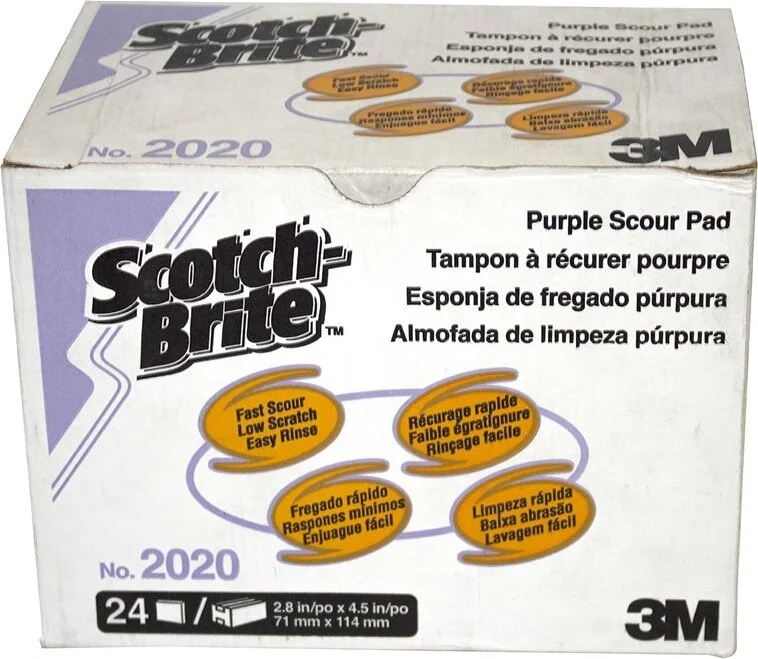 Scotch-
Brite™
Purple Scour Pad
Tampon à récurer pourpre
Esponja de fregado púrpura
Almofada de limpeza púrpura
Fast Scour
Low Scratch
Easy Rinse
Récurage rapide
Faible égratignure
Rinçage facile
Fregado rápido
Raspones mínimos
Enjuague fácil
Limpeza rápida
Baixa abrasão
Lavagem fácil
No. 2020
3M
Scotch-
Brite™
Purple Scour Pad
Tampon à récurer pourpre
Esponja de fregado púrpura
Almofada de limpeza púrpura
Fast Scour
Low Scratch
Easy Rinse
Récurage rapide
Faible égratignure
Rinçage facile
Fregado rápido
Raspones mínimos
Enjuague fácil
Limpeza rápida
Baixa abrasão
Lavagem fácil
No. 2020
24 /
2.8 in/po x 4.5 in/po
71 mm x 114 mm
3M